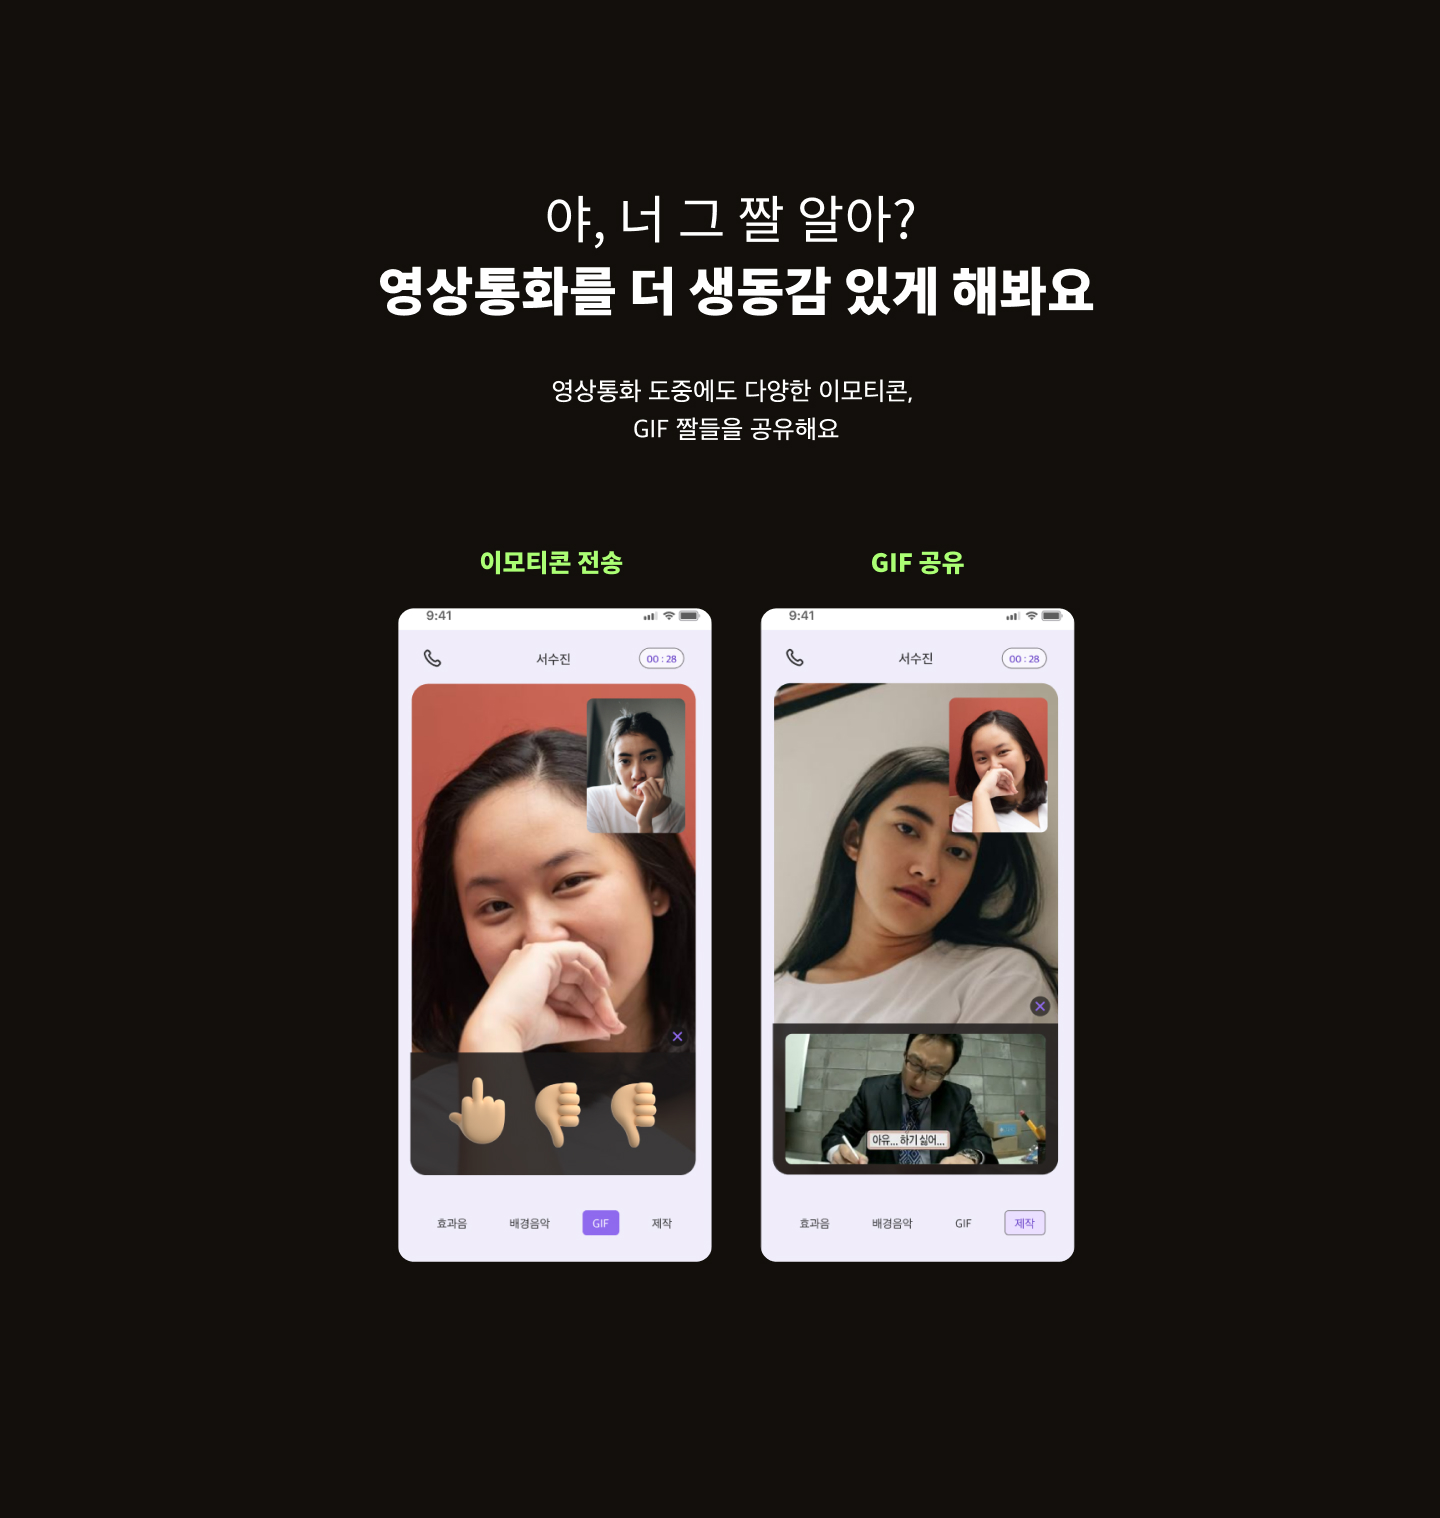 야, 너 그 짤 알아?
영상통화를 더 생동감 있게 해봐요
영상통화 도중에도 다양한 이모티콘,
GIF 짤들을 공유해요
이모티콘 전송
GIF 공유
9:41
서수진
00 : 28
효과음
배경음악
GIF
제작
9:41
서수진
00 : 28
아유... 하기 싫어...
효과음
배경음악
GIF
제작